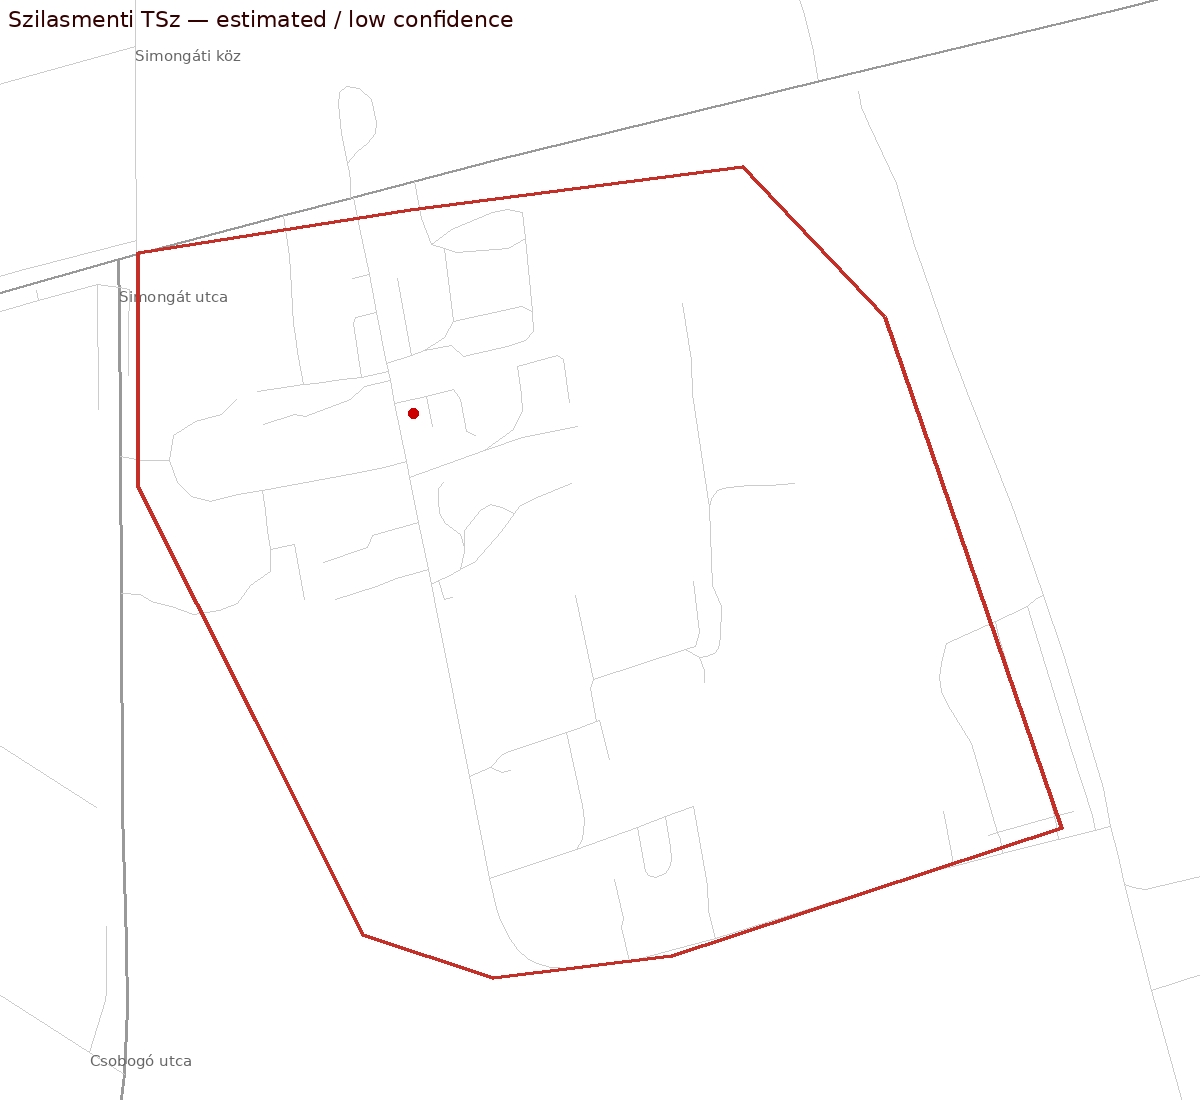 Szilasmenti TSz — estimated / low confidence
Simongáti köz
Simongát utca
Csobogó utca